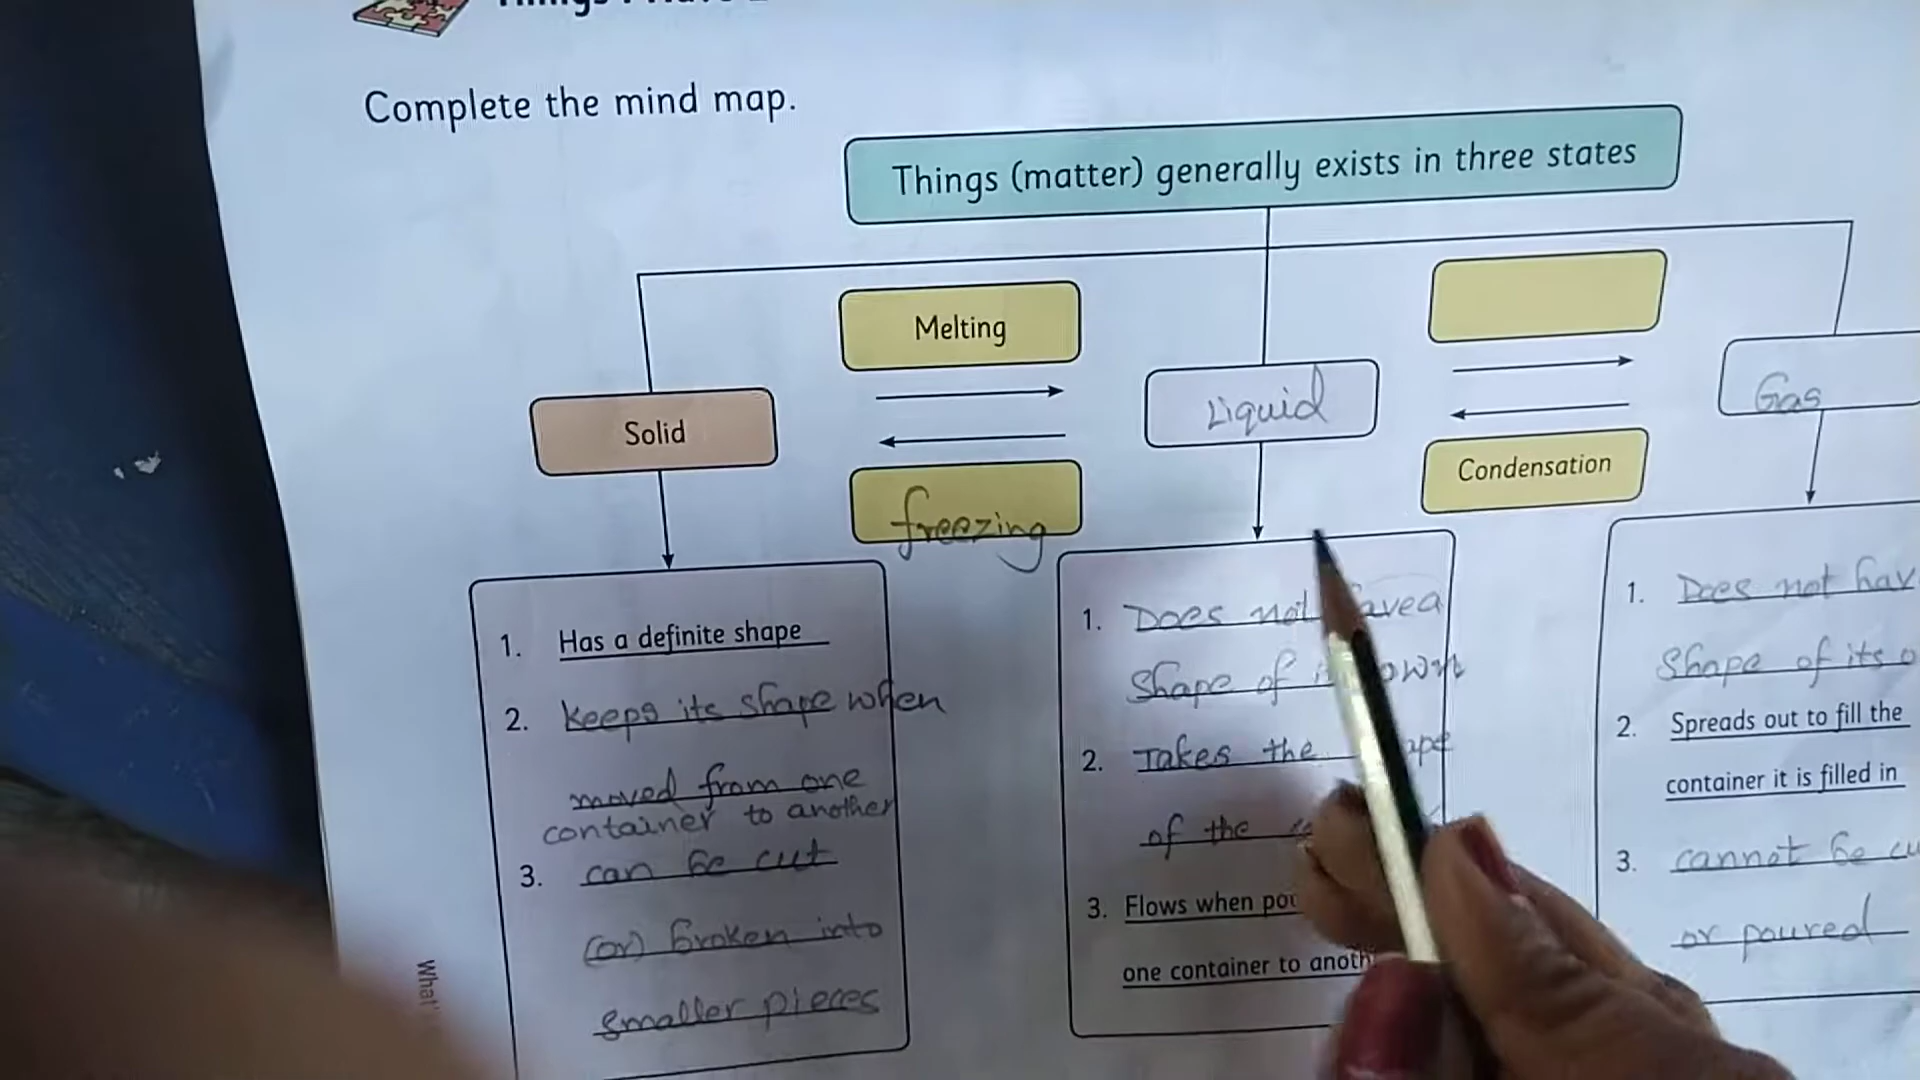 Complete the mind map.
Things (matter) generally exists in three states
Melting
Solid
Liquid
Gas
freezing
Condensation
1. Has a definite shape
2. keeps its shape when
moved from one
container to another
3. can be cut
(or) broken into
smaller pieces
1. Does not have a
shape of own
2. Takes the
of the
3. Flows when
one container to
1. Does not
shape of its
2. Spreads out to fill the
container it is filled in
3. cannot be
or poured